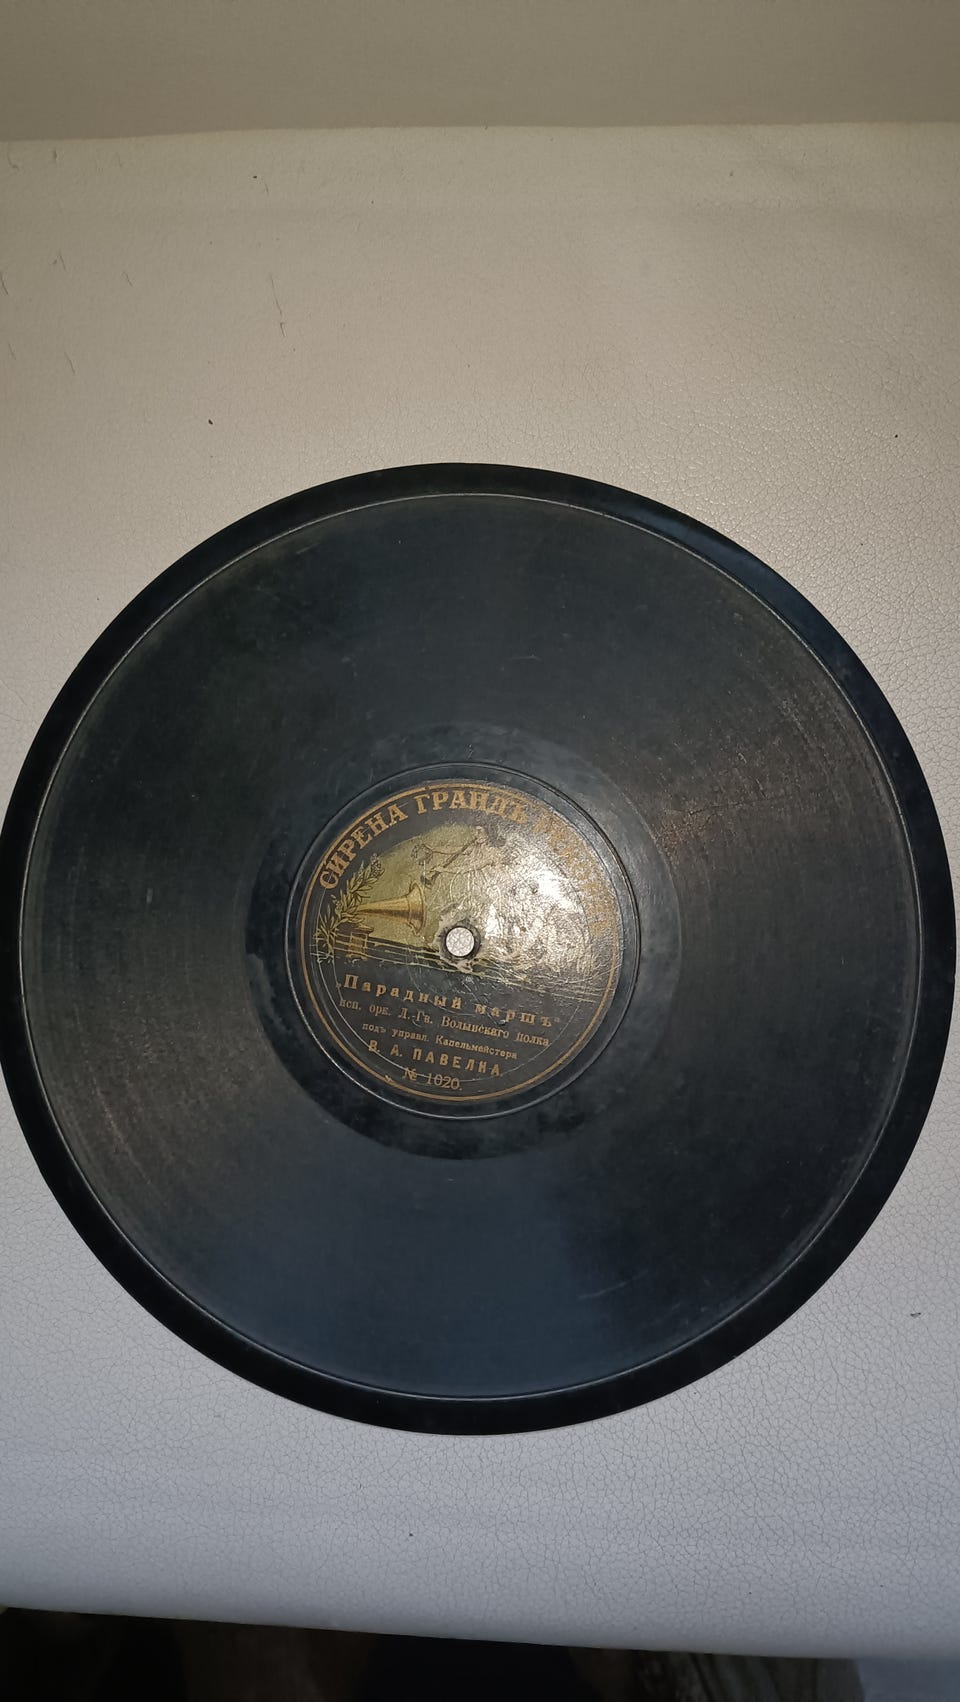 СИРЕНА ГРАНДЪ
„Парадный маршъ“
исп. орк. Л.-Гв. Волынскаго полка
подъ управл. Капельмейстера
В. А. ПАВЕЛКА.
№ 1020.